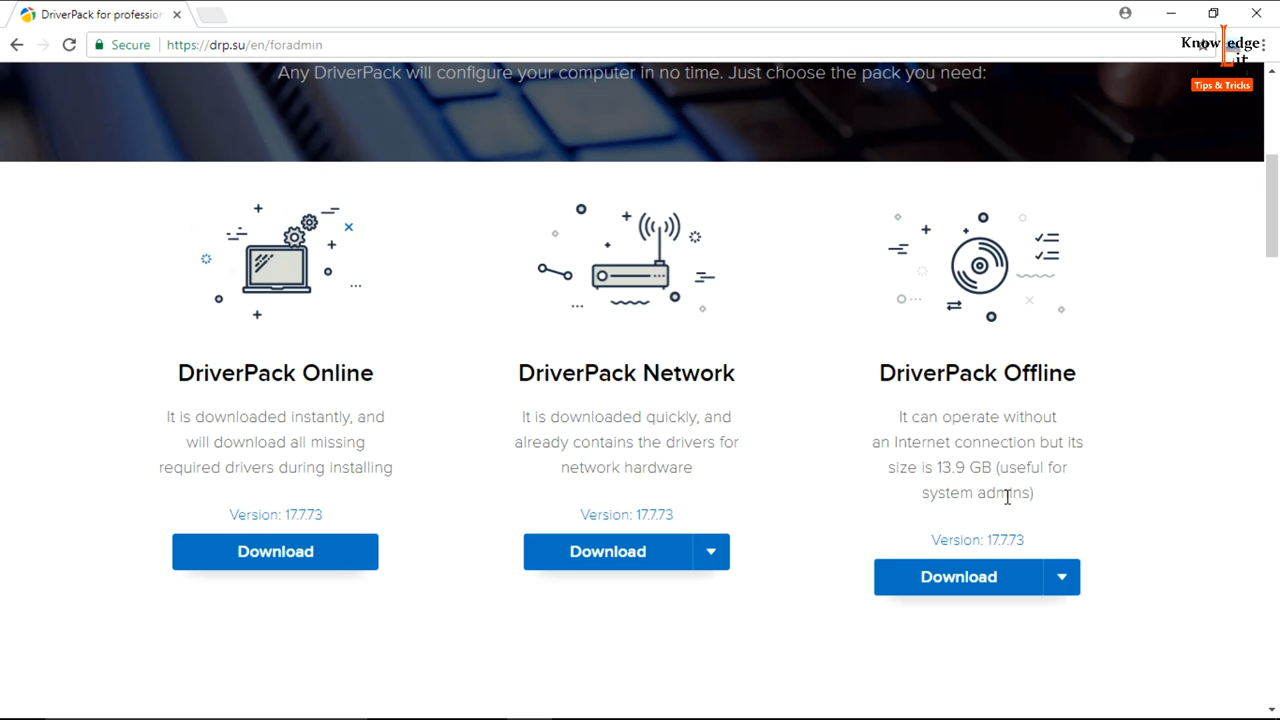 DriverPack for profession
Secure
https://drp.su/en/foradmin
Knowledge
Lit
Tips & Tricks
Any DriverPack will configure your computer in no time. Just choose the pack you need:
DriverPack Online
It is downloaded instantly, and
will download all missing
required drivers during installing
Version: 17.7.73
Download
DriverPack Network
It is downloaded quickly, and
already contains the drivers for
network hardware
Version: 17.7.73
Download
DriverPack Offline
It can operate without
an Internet connection but its
size is 13.9 GB (useful for
system admins)
Version: 17.7.73
Download